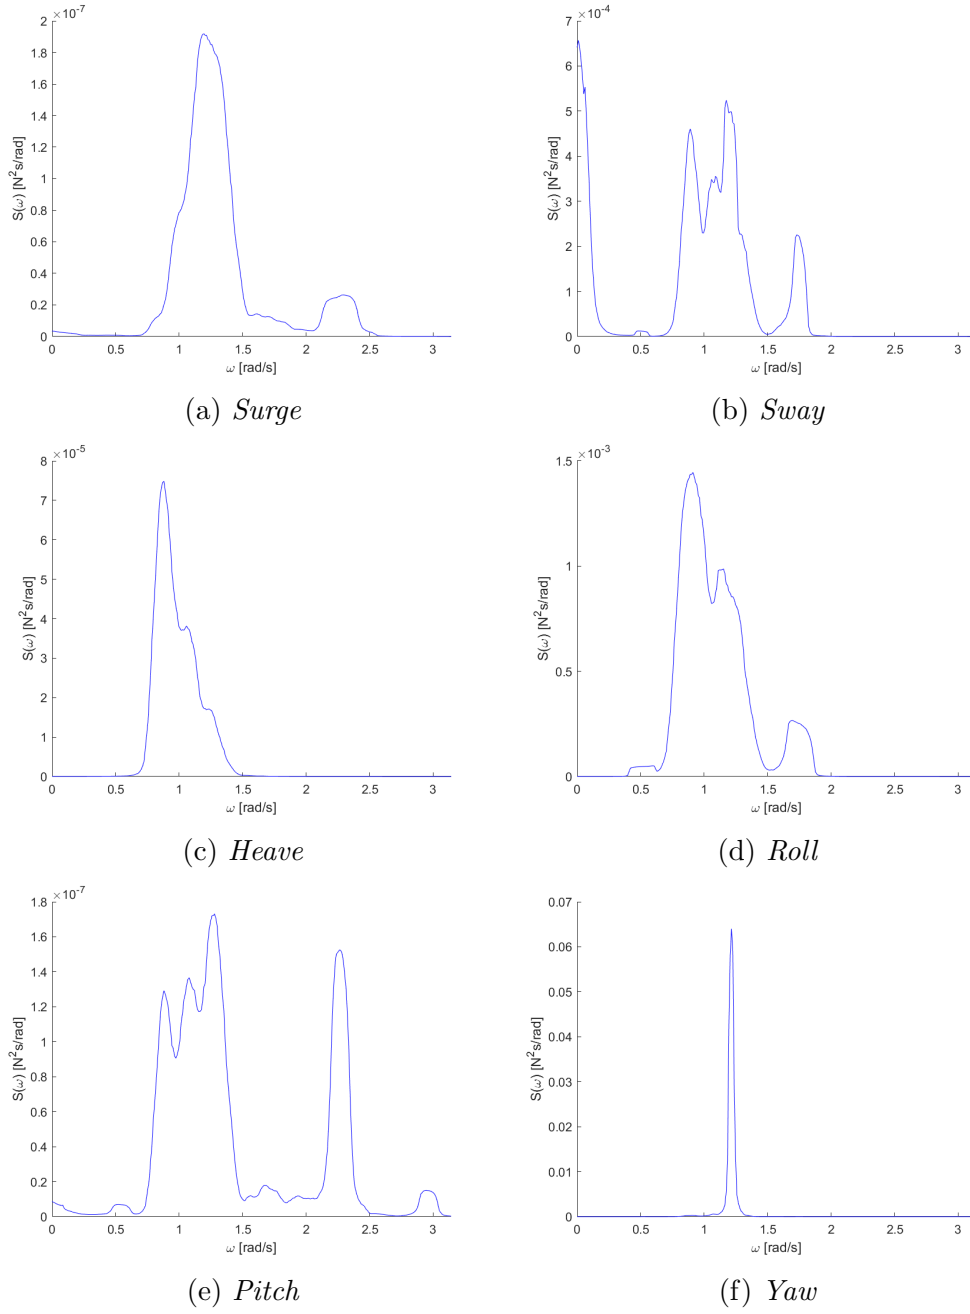 ×10^-7
2
1.8
1.6
1.4
1.2
1
0.8
0.6
0.4
0.2
0
S(ω) [N^2s/rad]
0 0.5 1 1.5 2 2.5 3
ω [rad/s]
(a) Surge
×10^-4
7
6
5
4
3
2
1
0
S(ω) [N^2s/rad]
0 0.5 1 1.5 2 2.5 3
ω [rad/s]
(b) Sway
×10^-5
8
7
6
5
4
3
2
1
0
S(ω) [N^2s/rad]
0 0.5 1 1.5 2 2.5 3
ω [rad/s]
(c) Heave
×10^-3
1.5
1
0.5
0
S(ω) [N^2s/rad]
0 0.5 1 1.5 2 2.5 3
ω [rad/s]
(d) Roll
×10^-7
1.8
1.6
1.4
1.2
1
0.8
0.6
0.4
0.2
0
S(ω) [N^2s/rad]
0 0.5 1 1.5 2 2.5 3
ω [rad/s]
(e) Pitch
0.07
0.06
0.05
0.04
0.03
0.02
0.01
0
S(ω) [N^2s/rad]
0 0.5 1 1.5 2 2.5 3
ω [rad/s]
(f) Yaw